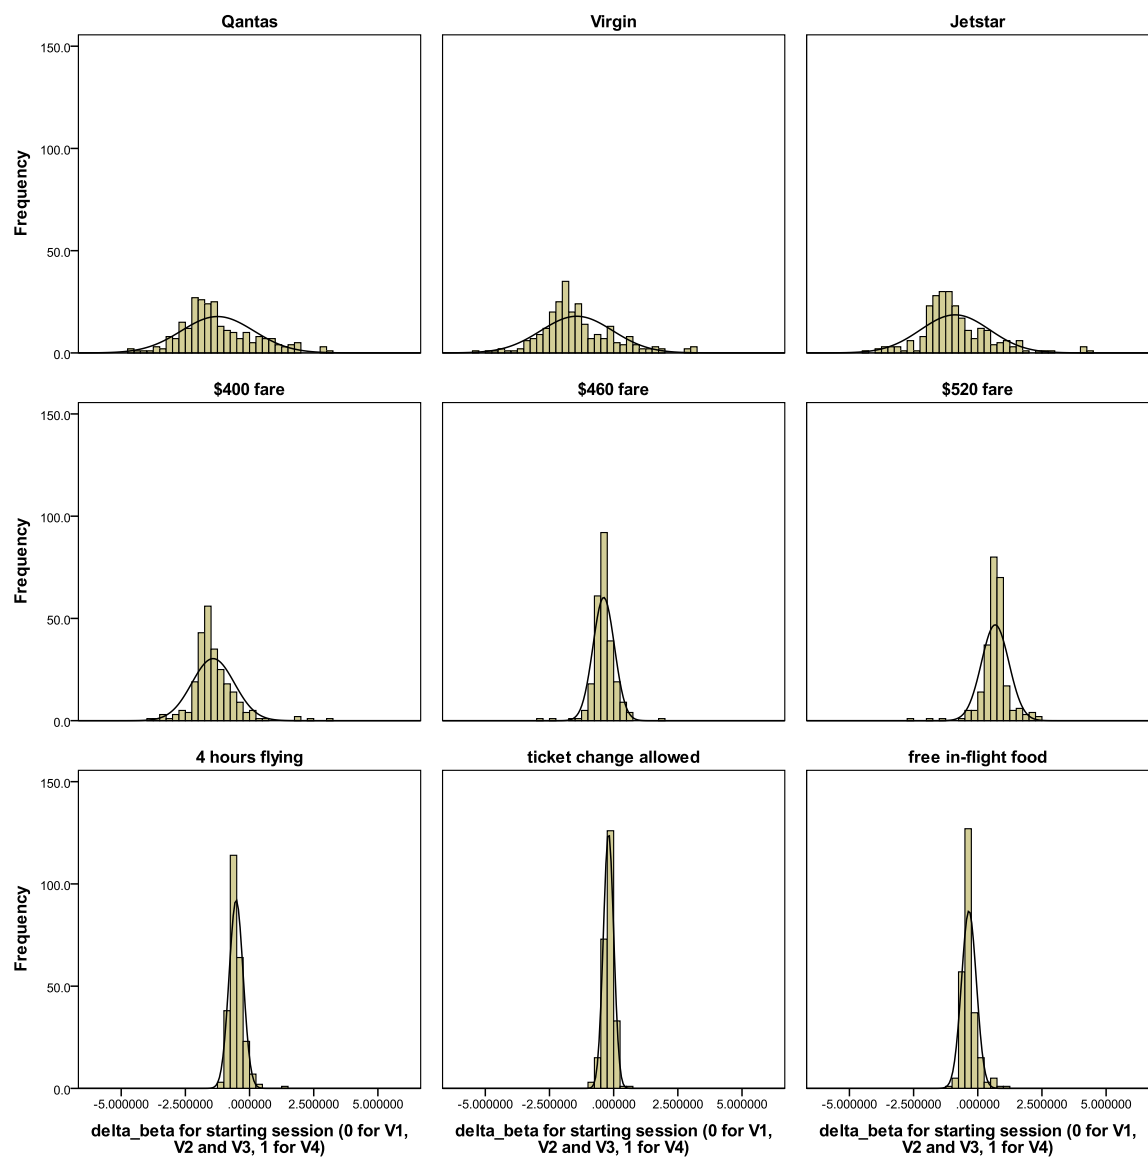 Qantas Virgin Jetstar
150.0
100.0
50.0
0.0
Frequency
$400 fare $460 fare $520 fare
150.0
100.0
50.0
0.0
Frequency
4 hours flying ticket change allowed free in-flight food
150.0
100.0
50.0
0.0
Frequency
-5.000000 -2.500000 .000000 2.500000 5.000000 -5.000000 -2.500000 .000000 2.500000 5.000000 -5.000000 -2.500000 .000000 2.500000 5.000000
delta_beta for starting session (0 for V1,
V2 and V3, 1 for V4)
delta_beta for starting session (0 for V1,
V2 and V3, 1 for V4)
delta_beta for starting session (0 for V1,
V2 and V3, 1 for V4)